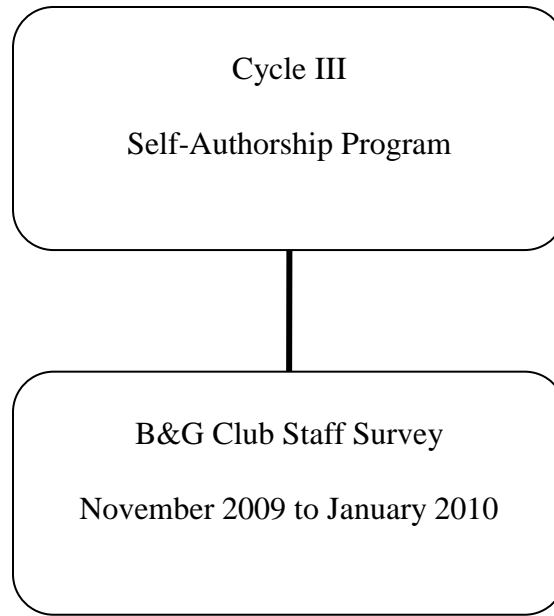 Cycle III
Self-Authorship Program
B&G Club Staff Survey
November 2009 to January 2010